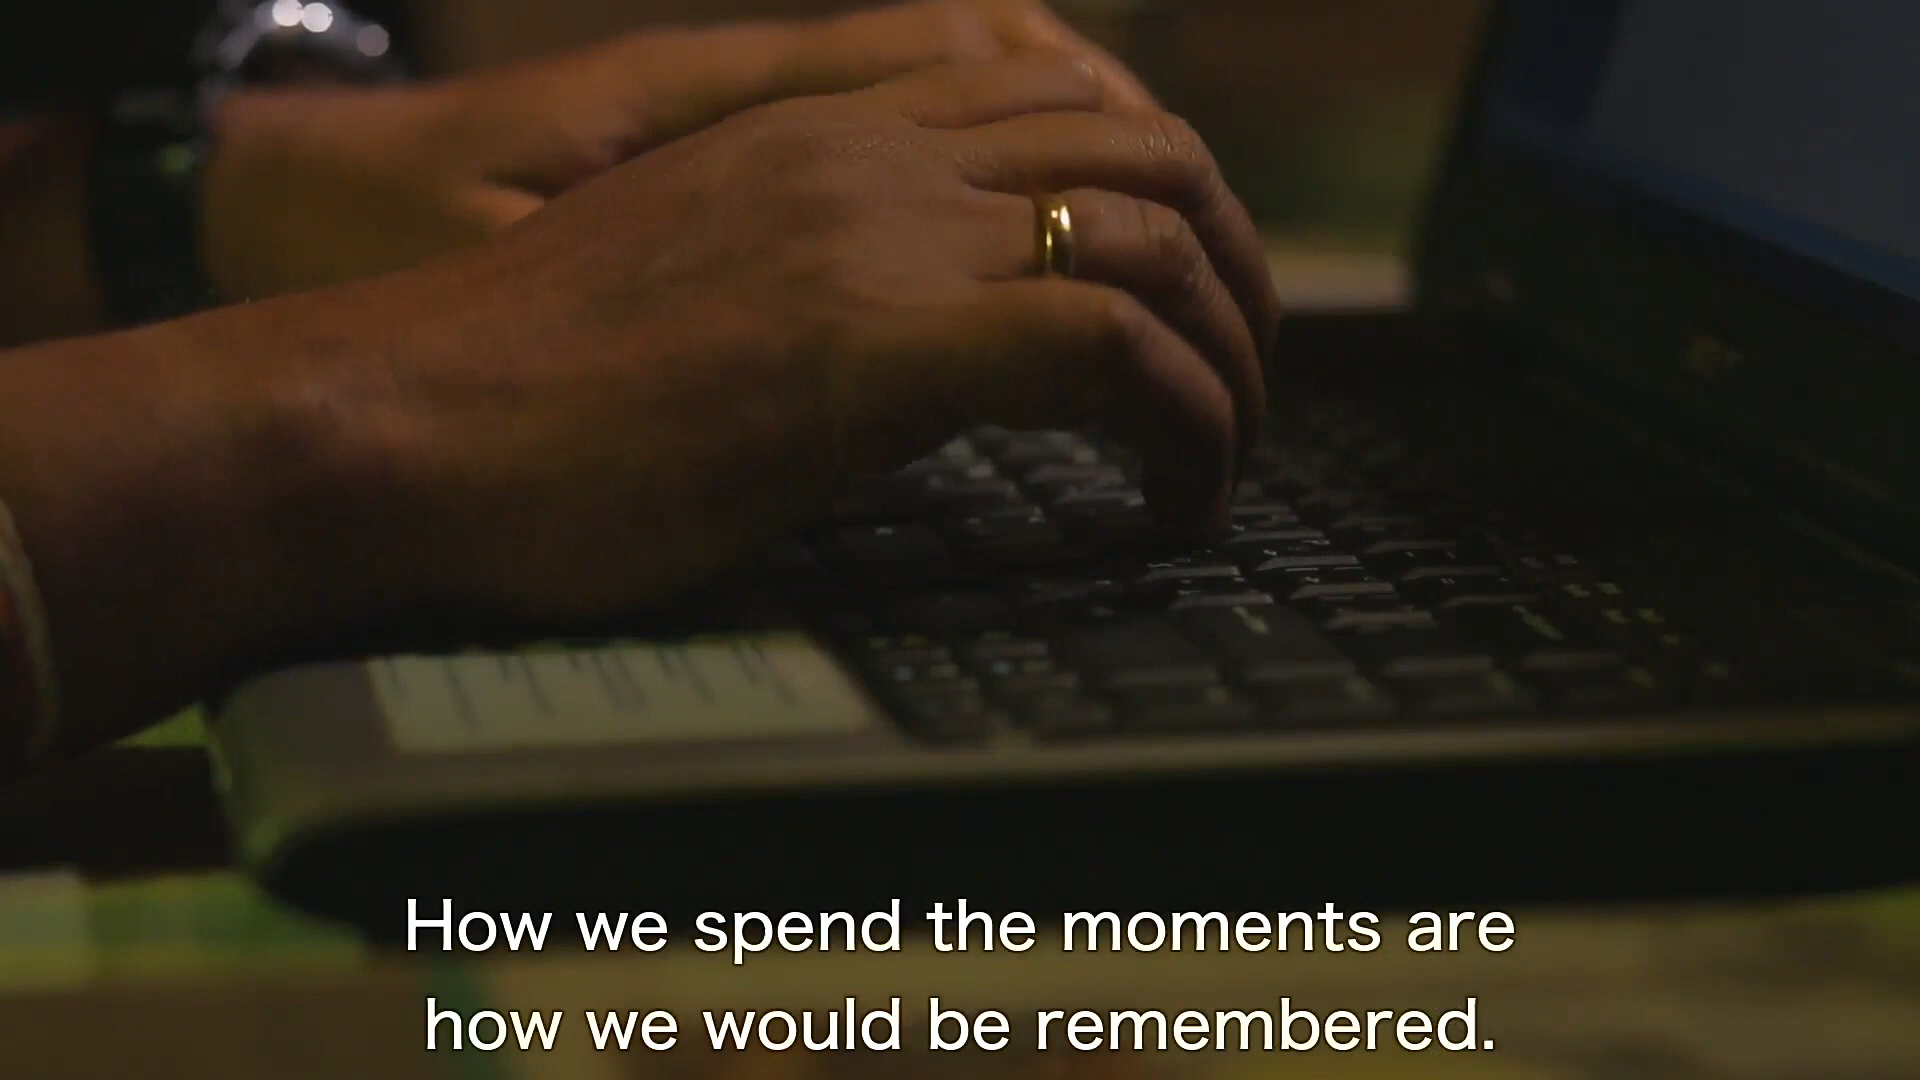 How we spend the moments are
how we would be remembered.